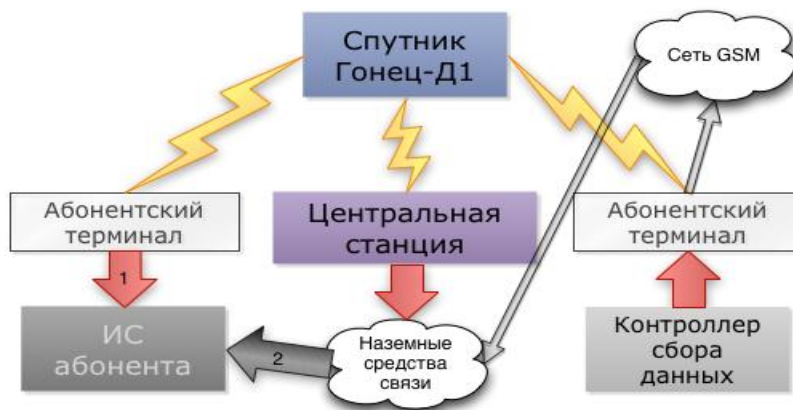 Спутник
Гонец-Д1
Сеть GSM
Абонентский
терминал
Центральная
станция
Абонентский
терминал
1
ИС
абонента
2
Наземные
средства
связи
Контроллер
сбора
данных